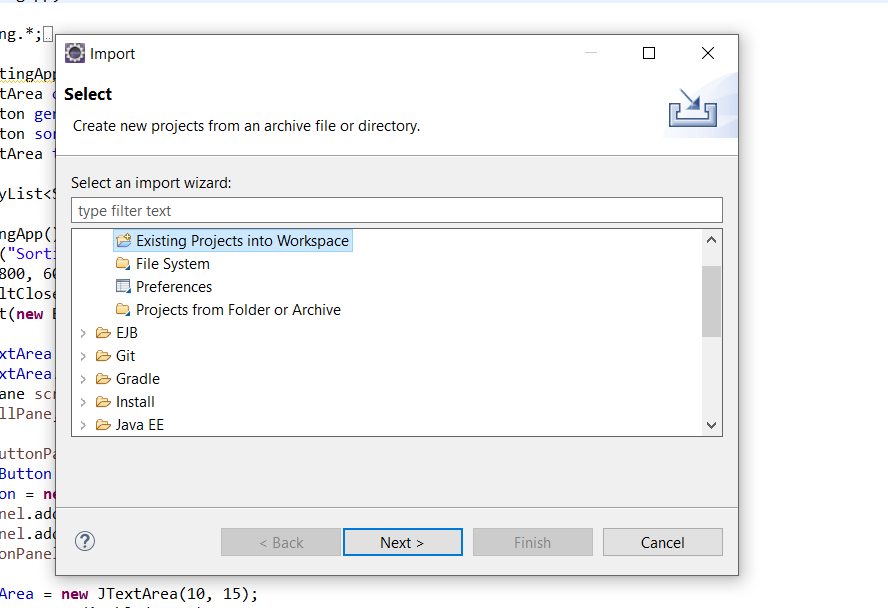 ng.*;
Import
tingApp
Select
Create new projects from an archive file or directory.
Select an import wizard:
type filter text
Existing Projects into Workspace
File System
Preferences
Projects from Folder or Archive
EJB
Git
Gradle
Install
Java EE
< Back
Next >
Finish
Cancel
tArea
ton ger
ton sor
tArea
yList<S
ngApp()
("Sorti
800, 60
ltClose
t(new
xtArea
xtArea
ane scr
llPane
uttonPa
Button
on = ne
nel.add
nel.add
onPanel
Area = new JTextArea(10, 15);